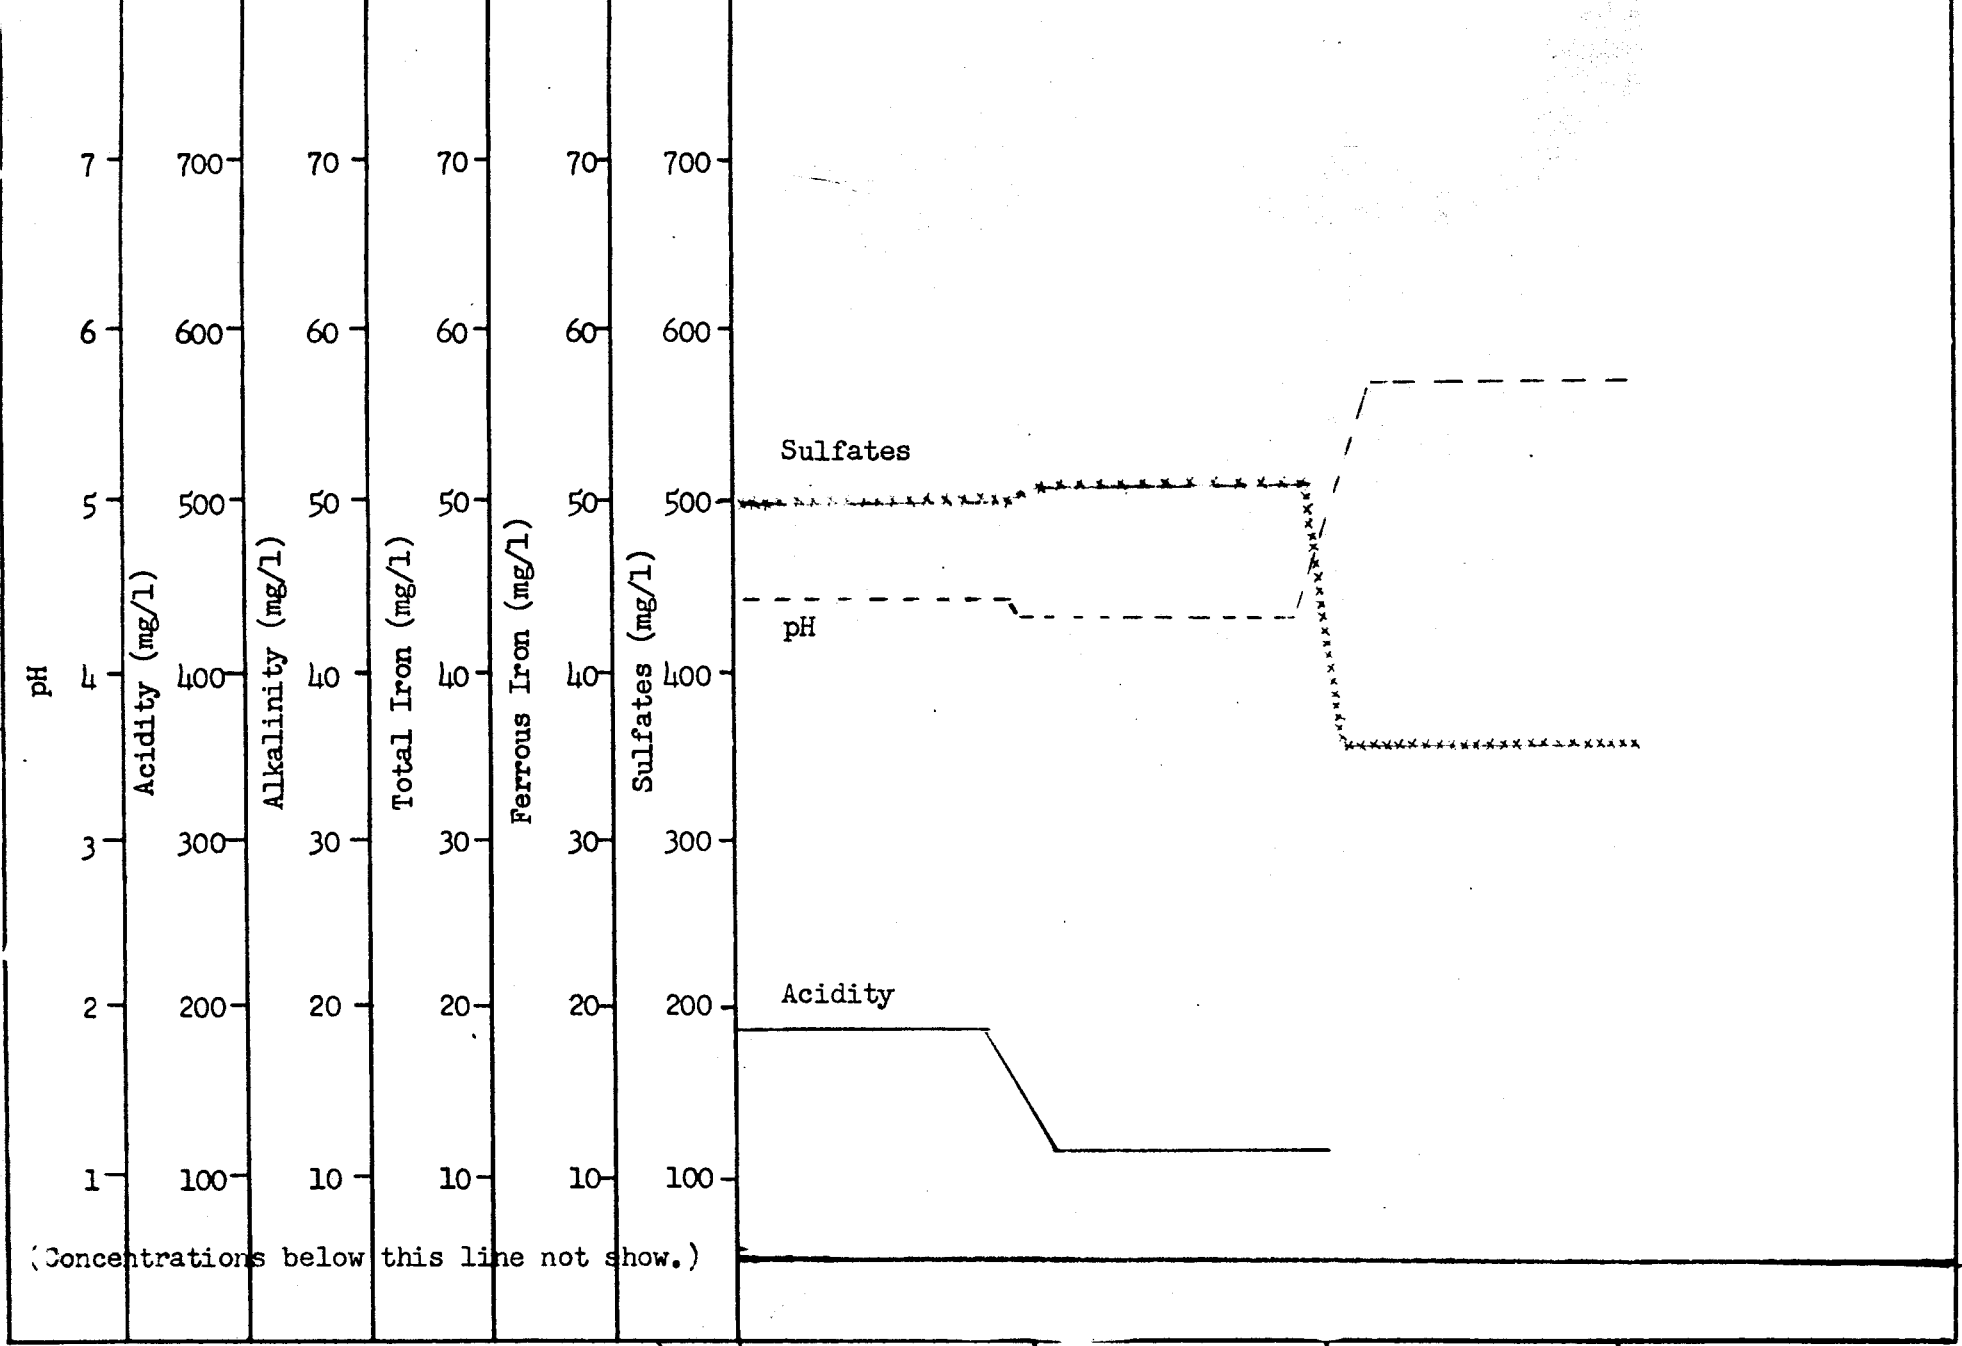 7 700 70 70 70 700
6 600 60 60 60 600
Sulfates
5 500 50 50 50 500
pH
4 400 40 40 40 400
pH
Acidity (mg/l)
Alkalinity (mg/l)
Total Iron (mg/l)
Ferrous Iron (mg/l)
Sulfates (mg/l)
3 300 30 30 30 300
Acidity
2 200 20 20 20 200
1 100 10 10 10 100
(Concentrations below this line not show.)